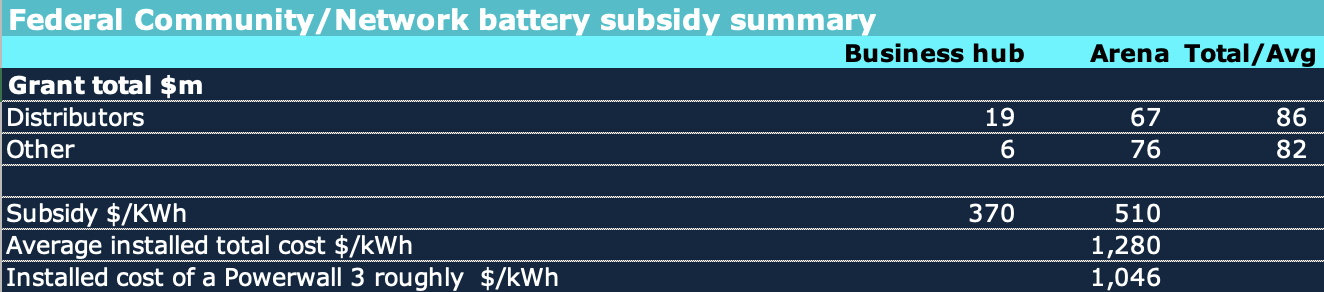 Federal Community/Network battery subsidy summary
Business hub Arena Total/Avg
Grant total $m
Distributors 19 67 86
Other 6 76 82
Subsidy $/KWh 370 510
Average installed total cost $/kWh 1,280
Installed cost of a Powerwall 3 roughly  $/kWh 1,046